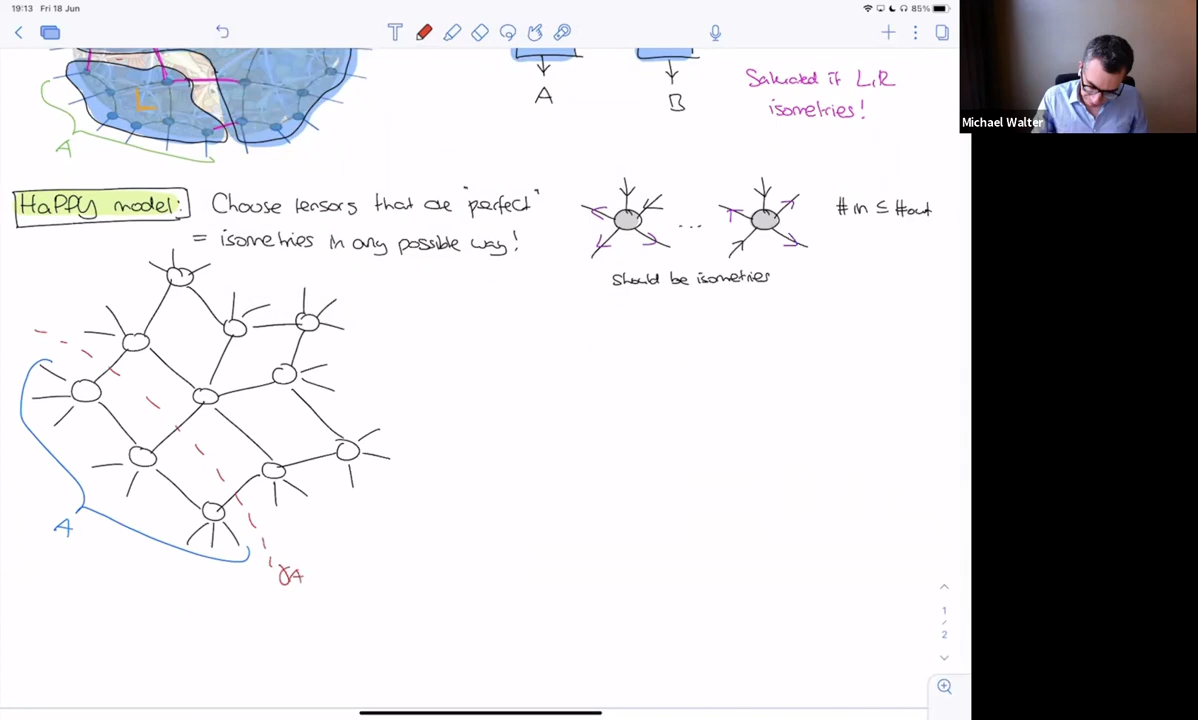 19:13 Fri 18 Jun
85%
L
A
A
B
Saturated if L,R
isometries!
Michael Walter
HaPPY model:
Choose tensors that are "perfect"
= isometries in any possible way!
...
# in ≤ # out
should be isometries
A
γA
1
/
2